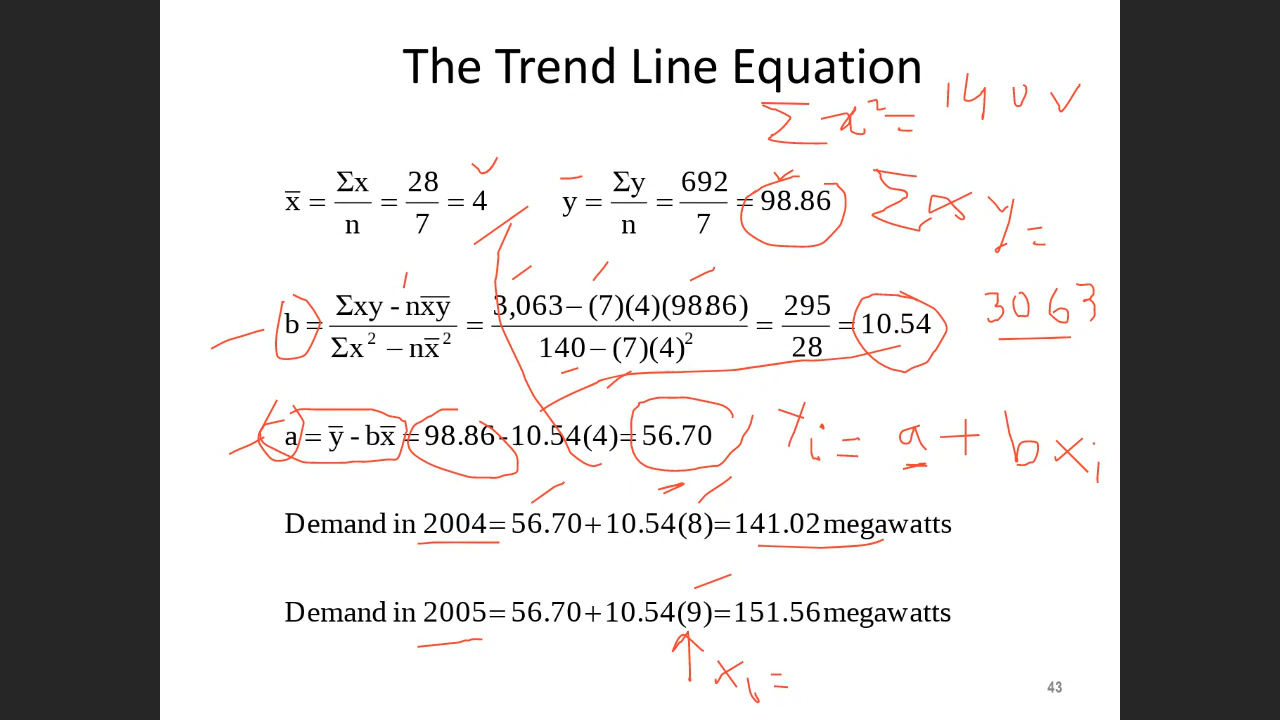 The Trend Line Equation
Σx² = 140 ✓
x̄ = Σx/n = 28/7 = 4 ȳ = Σy/n = 692/7 = 98.86
Σxy =
3063
b = Σxy - nx̄ȳ / Σx² − nx̄² = 3,063 − (7)(4)(98.86) / 140 − (7)(4)² = 295/28 = 10.54
a = ȳ - bx̄ = 98.86 - 10.54(4) = 56.70
Yi = a + bxi
Demand in 2004 = 56.70 + 10.54(8) = 141.02 megawatts
Demand in 2005 = 56.70 + 10.54(9) = 151.56 megawatts
43